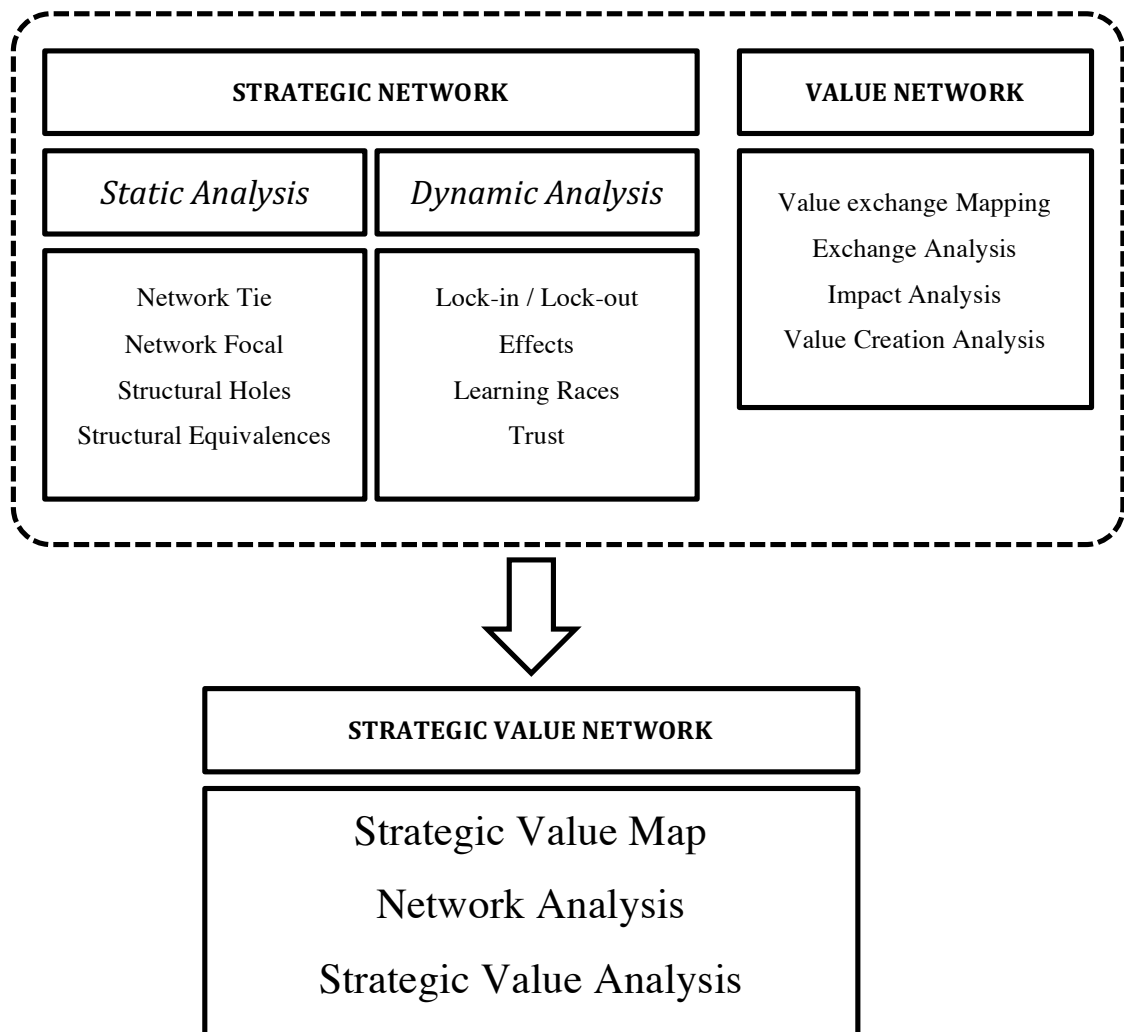 STRATEGIC NETWORK
Static Analysis
Network Tie
Network Focal
Structural Holes
Structural Equivalences
Dynamic Analysis
Lock-in / Lock-out
Effects
Learning Races
Trust
VALUE NETWORK
Value exchange Mapping
Exchange Analysis
Impact Analysis
Value Creation Analysis
STRATEGIC VALUE NETWORK
Strategic Value Map
Network Analysis
Strategic Value Analysis